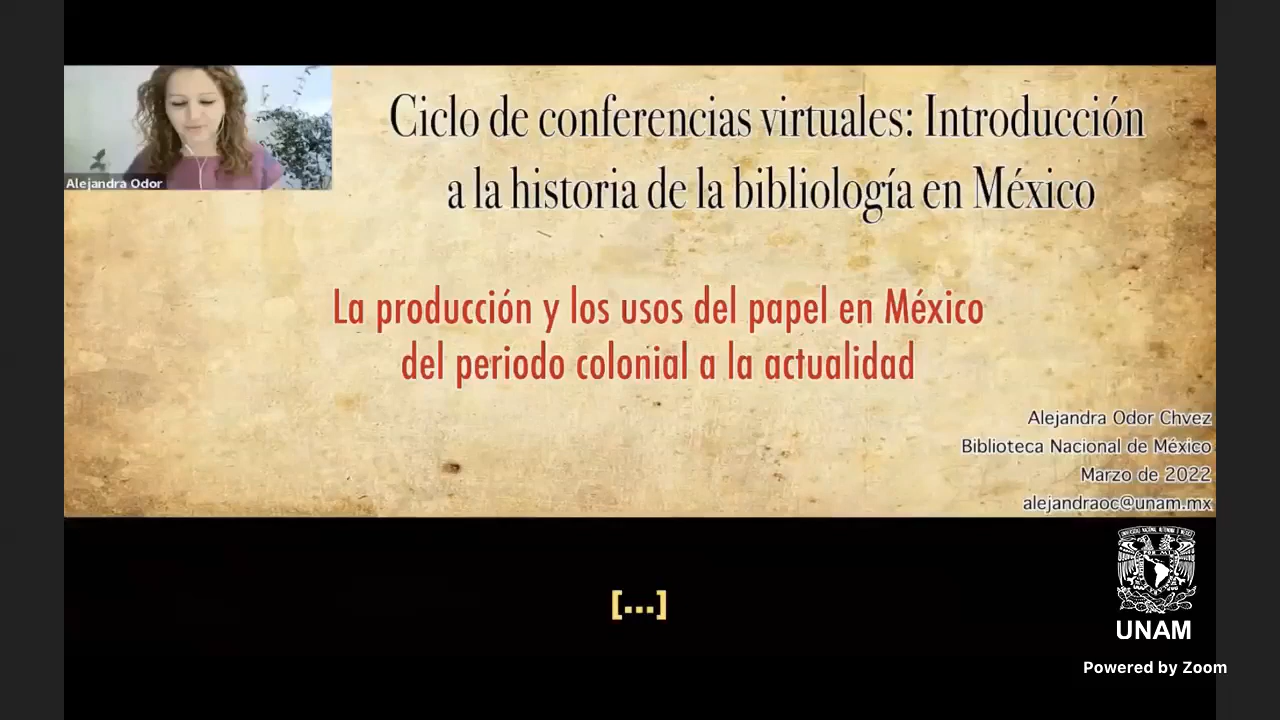 Alejandra Odor
Ciclo de conferencias virtuales: Introducción
a la historia de la bibliología en México
La producción y los usos del papel en México
del periodo colonial a la actualidad
Alejandra Odor Chvez
Biblioteca Nacional de México
Marzo de 2022
alejandraoc@unam.mx
[...]
UNAM
Powered by Zoom